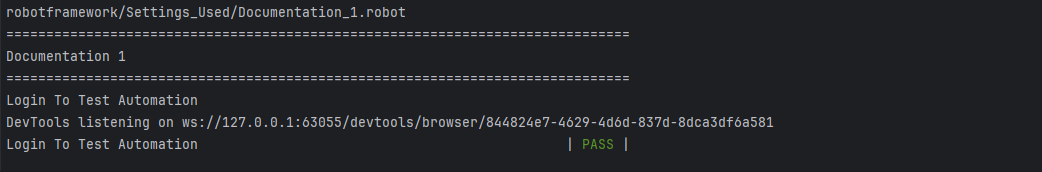 robotframework/Settings_Used/Documentation_1.robot
==============================================================================
Documentation 1
==============================================================================
Login To Test Automation
DevTools listening on ws://127.0.0.1:63055/devtools/browser/844824e7-4629-4d6d-837d-8dca3df6a581
Login To Test Automation                                              | PASS |